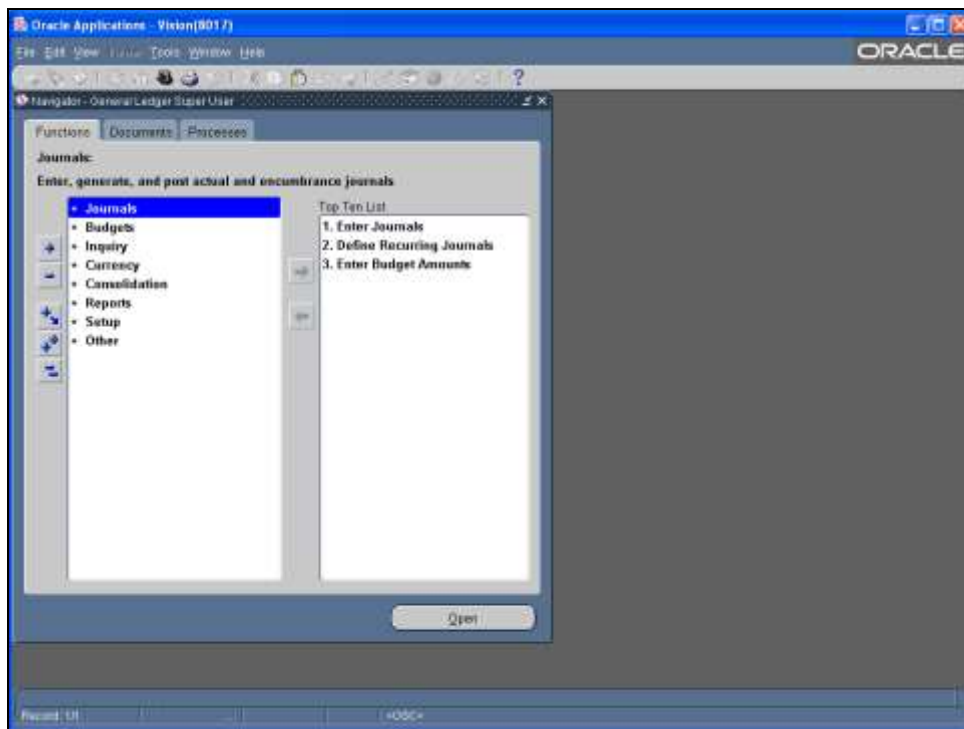 Oracle Applications - Vision(8017)
File Edit View Tools Window Help
ORACLE
?
Navigator - General Ledger Super User
Functions Documents Processes
Journals:
Enter, generate, and post actual and encumbrance journals
Top Ten List
+ Journals
+ Budgets
+ Inquiry
+ Currency
+ Consolidation
+ Reports
+ Setup
+ Other
1. Enter Journals
2. Define Recurring Journals
3. Enter Budget Amounts
Open
Record: 1/1 <OSC>